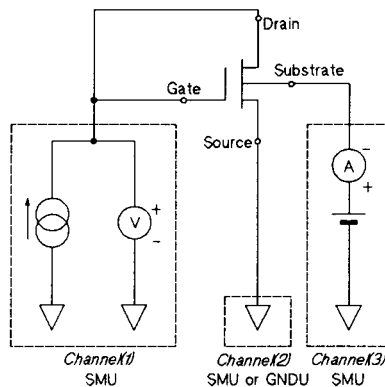 Drain
Gate
Substrate
Source
A
-
+
V
+
-
Channel(1)
SMU
Channel(2)
SMU or GNDU
Channel(3)
SMU